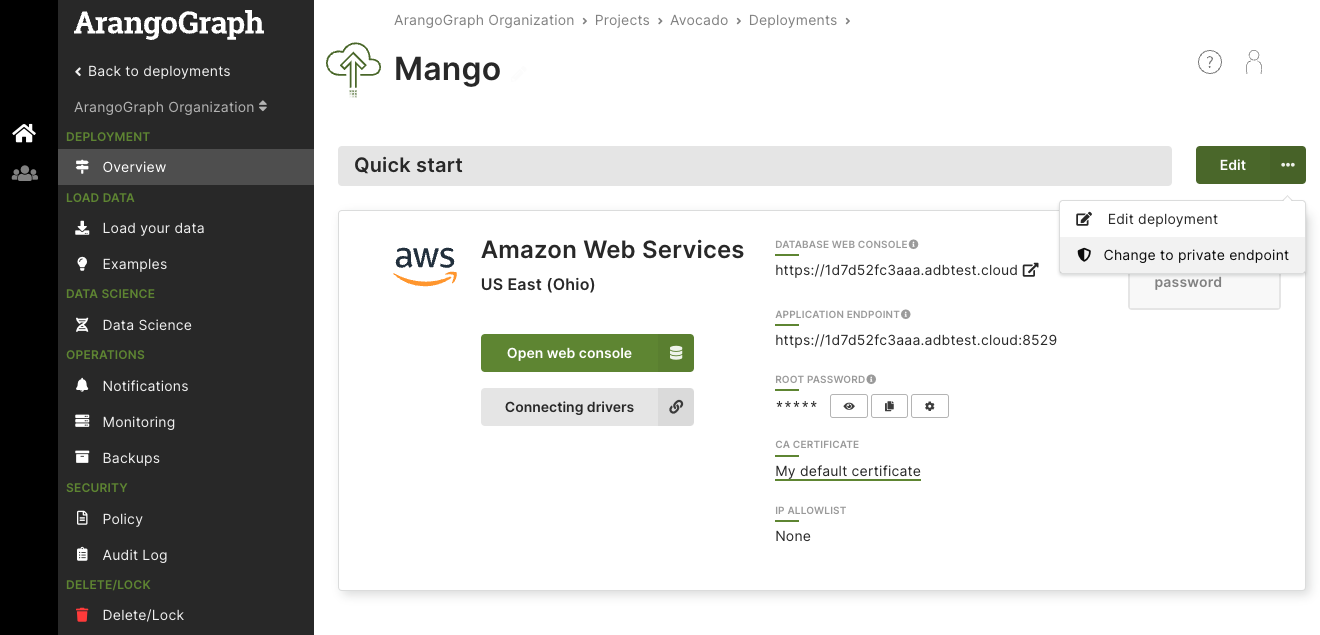 ArangoGraph
Back to deployments
ArangoGraph Organization
DEPLOYMENT
Overview
LOAD DATA
Load your data
Examples
DATA SCIENCE
Data Science
OPERATIONS
Notifications
Monitoring
Backups
SECURITY
Policy
Audit Log
DELETE/LOCK
Delete/Lock
ArangoGraph Organization › Projects › Avocado › Deployments ›
Mango
?
Quick start
Edit
Edit deployment
Change to private endpoint
password
aws
Amazon Web Services
US East (Ohio)
Open web console
Connecting drivers
DATABASE WEB CONSOLE
https://1d7d52fc3aaa.adbtest.cloud
APPLICATION ENDPOINT
https://1d7d52fc3aaa.adbtest.cloud:8529
ROOT PASSWORD
*****
CA CERTIFICATE
My default certificate
IP ALLOWLIST
None